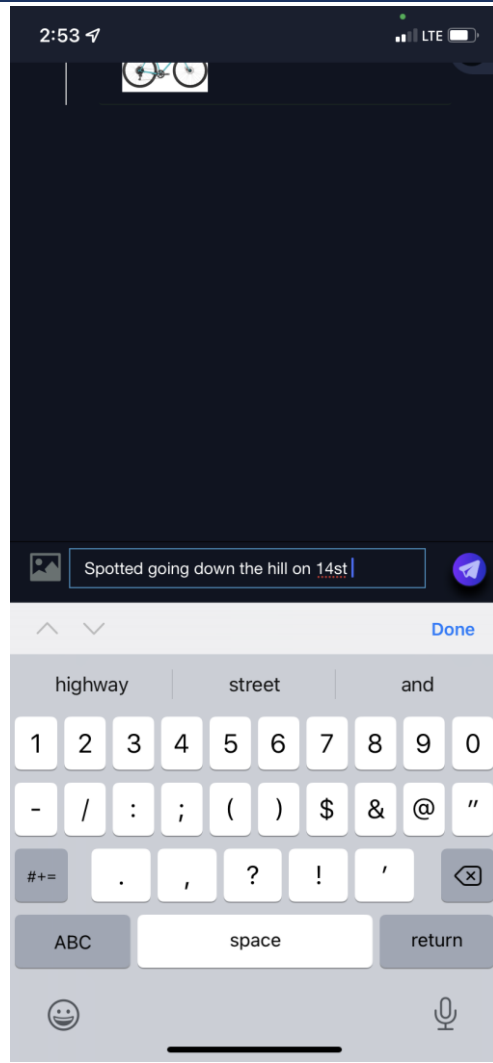 2:53
LTE
Spotted going down the hill on 14st
Done
highway street and
1 2 3 4 5 6 7 8 9 0
- / : ; ( ) $ & @ "
#+= . , ? ! '
ABC space return